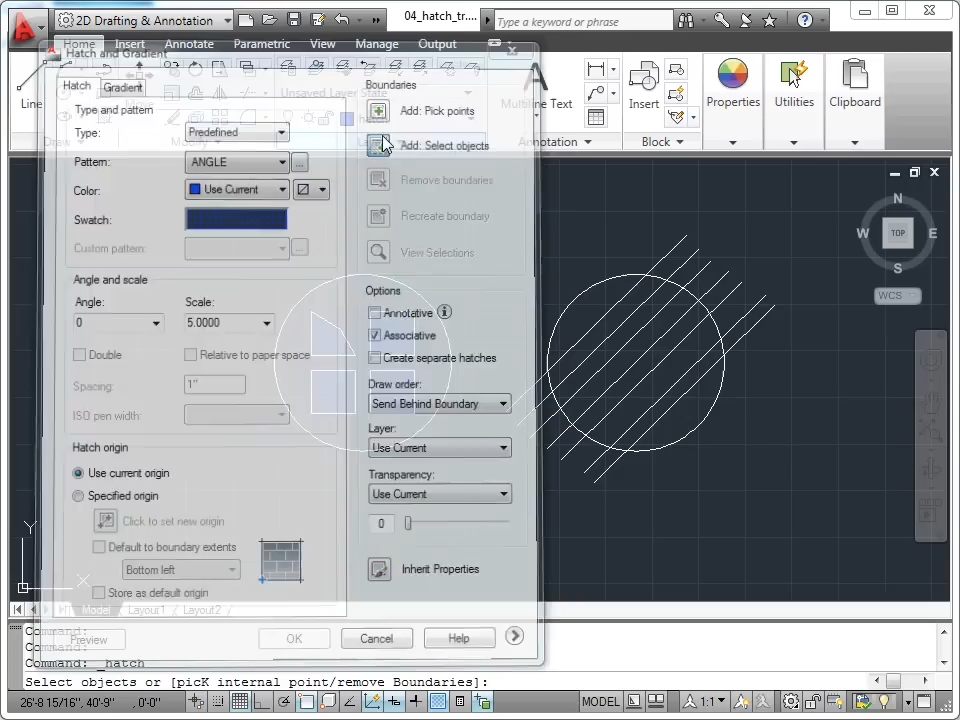 2D Drafting & Annotation
04_hatch_tr...
Type a keyword or phrase
Home Insert Annotate Parametric View Manage Output
Hatch and Gradient
Line
Multiline Text
Insert
Properties
Utilities
Clipboard
Unsaved Layer State
Draw
Modify
Annotation
Block
Hatch Gradient
Type and pattern
Type: Predefined
Pattern: ANGLE
Color: Use Current
Swatch:
Custom pattern:
Angle and scale
Angle: Scale:
0 5.0000
Double Relative to paper space
Spacing: 1"
ISO pen width:
Hatch origin
Use current origin
Specified origin
Click to set new origin
Default to boundary extents
Bottom left
Store as default origin
Boundaries
Add: Pick points
Add: Select objects
Remove boundaries
Recreate boundary
View Selections
Options
Annotative
Associative
Create separate hatches
Draw order:
Send Behind Boundary
Layer:
Use Current
Transparency:
Use Current
0
Inherit Properties
Preview OK Cancel Help
N
W TOP E
S
WCS
Y
X
Model Layout1 Layout2
Command:
Command:
Command: _hatch
Select objects or [picK internal point/remove Boundaries]:
26'-8 15/16", 40'-9" , 0'-0"
MODEL
1:1